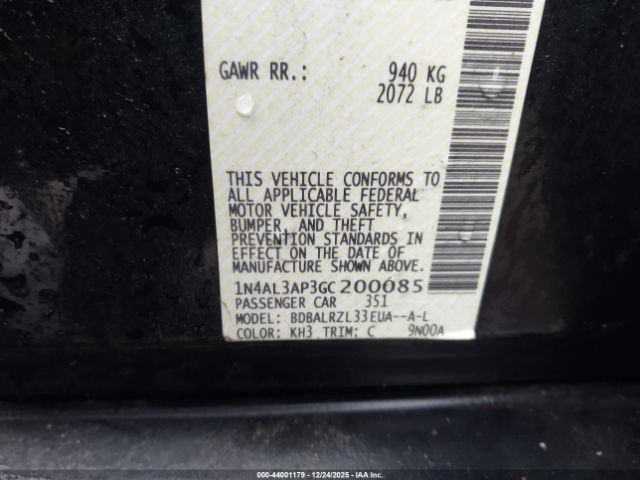 GAWR RR.: 940 KG
2072 LB
THIS VEHICLE CONFORMS TO
ALL APPLICABLE FEDERAL
MOTOR VEHICLE SAFETY,
BUMPER, AND THEFT
PREVENTION STANDARDS IN
EFFECT ON THE DATE OF
MANUFACTURE SHOWN ABOVE.
1N4AL3AP3GC200085
PASSENGER CAR 351
MODEL: BDBALRZL33EUA--A-L
COLOR: KH3 TRIM: C 9N00A
000-44001179 - 12/24/2025 - IAA Inc.